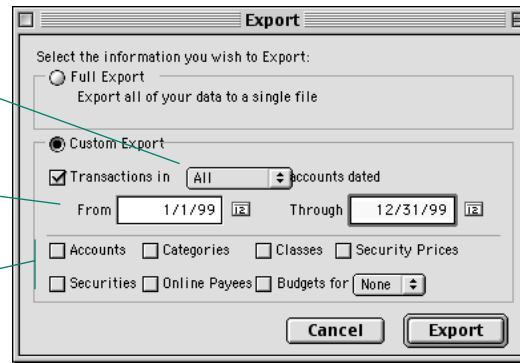 Export
Select the information you wish to Export:
Full Export
Export all of your data to a single file
Custom Export
Transactions in All accounts dated
From 1/1/99 Through 12/31/99
Accounts Categories Classes Security Prices
Securities Online Payees Budgets for None
Cancel Export